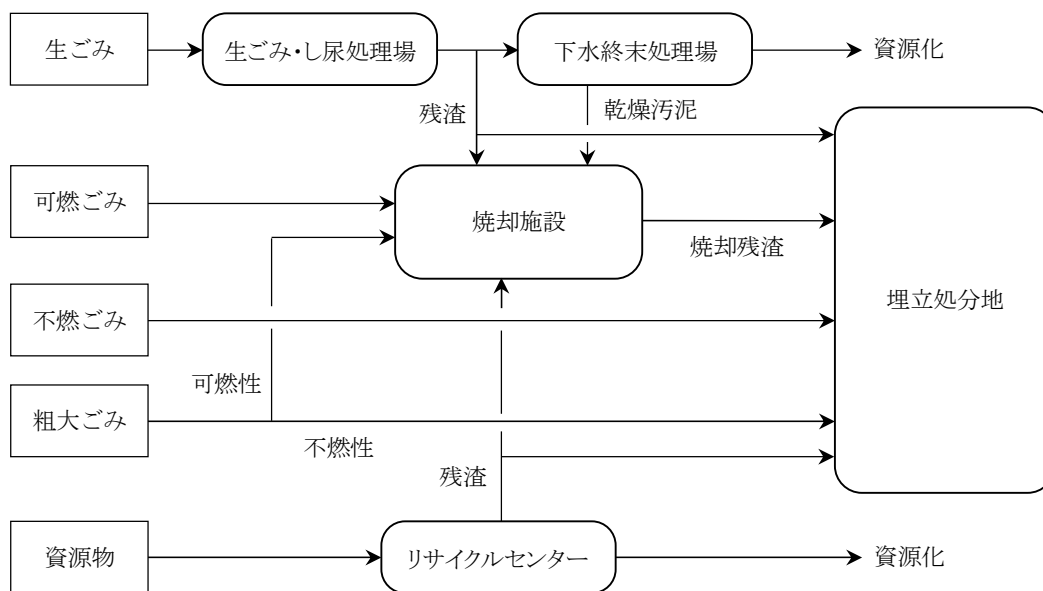 生ごみ
生ごみ・し尿処理場
下水終末処理場
資源化
残渣
乾燥汚泥
可燃ごみ
焼却施設
焼却残渣
埋立処分地
不燃ごみ
可燃性
粗大ごみ
不燃性
残渣
資源物
リサイクルセンター
資源化